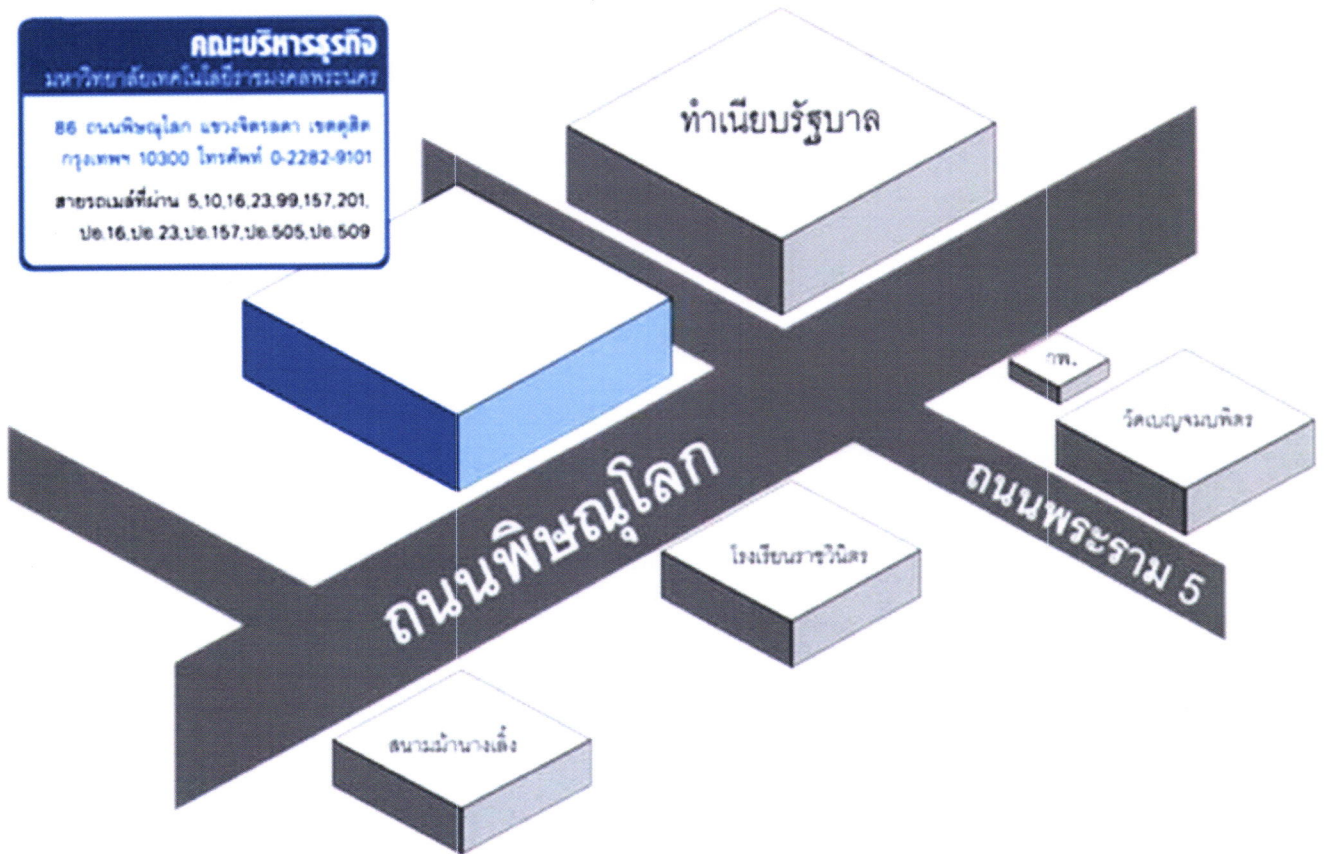 คณะบริหารธุรกิจ
มหาวิทยาลัยเทคโนโลยีราชมงคลพระนคร
86 ถนนพิษณุโลก แขวงจิตรลดา เขตดุสิต
กรุงเทพฯ 10300 โทรศัพท์ 0-2282-9101
สายรถเมล์ที่ผ่าน 5,10,16,23,99,157,201,
ปอ.16,ปอ.23,ปอ.157,ปอ.505,ปอ.509
ทำเนียบรัฐบาล
กพ.
วัดเบญจมบพิตร
ถนนพิษณุโลก
ถนนพระราม 5
โรงเรียนราชวินิตร
สนามม้านางเลิ้ง